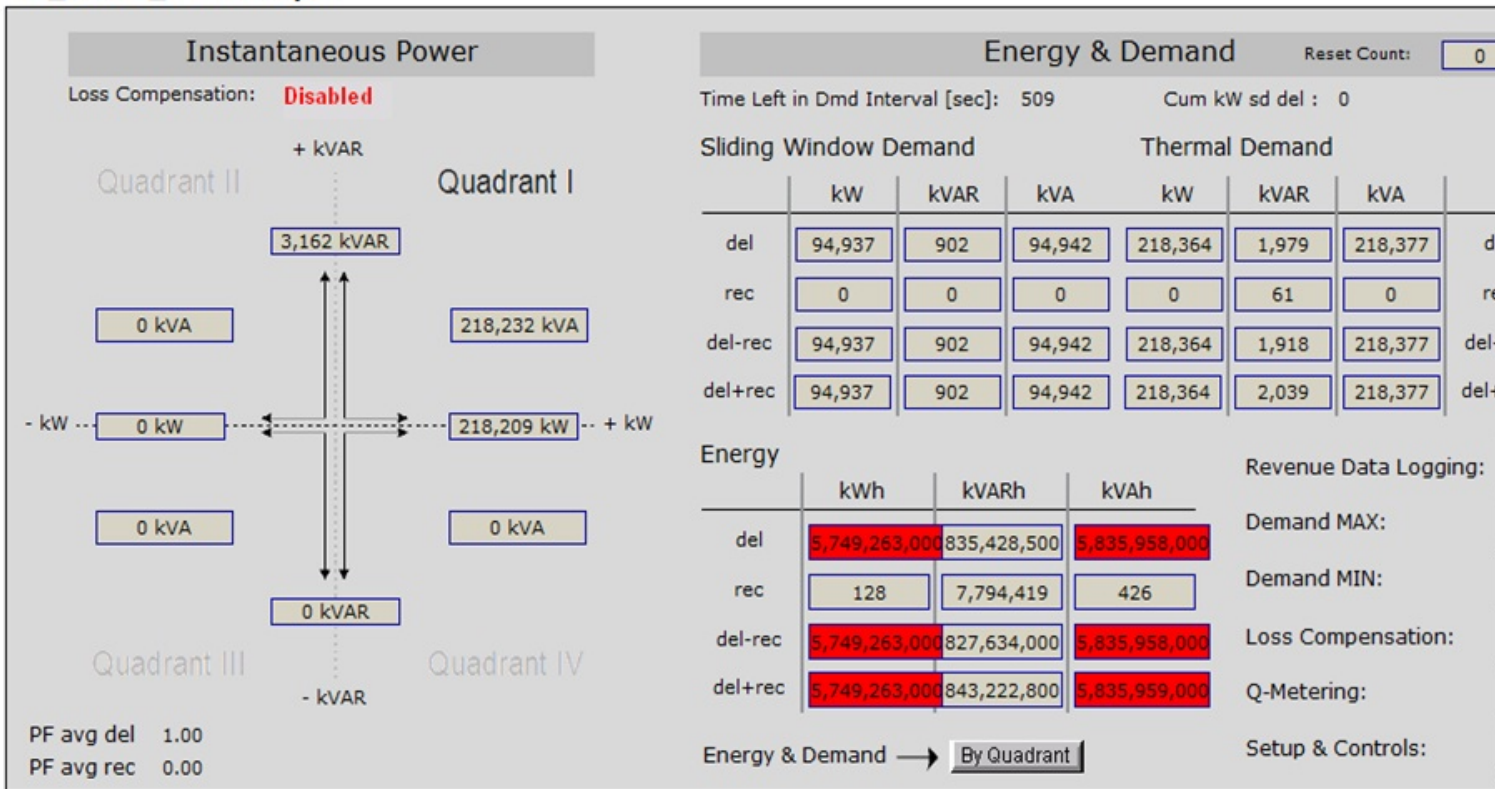 Instantaneous Power
Loss Compensation: Disabled
+ kVAR
Quadrant II Quadrant I
3,162 kVAR
0 kVA 218,232 kVA
- kW 0 kW 218,209 kW + kW
0 kVA 0 kVA
0 kVAR
Quadrant III Quadrant IV
- kVAR
PF avg del 1.00
PF avg rec 0.00
Energy & Demand Reset Count: 0
Time Left in Dmd Interval [sec]: 509 Cum kW sd del : 0
Sliding Window Demand Thermal Demand
kW kVAR kVA kW kVAR kVA
del 94,937 902 94,942 218,364 1,979 218,377 d
rec 0 0 0 0 61 0 re
del-rec 94,937 902 94,942 218,364 1,918 218,377 del-
del+rec 94,937 902 94,942 218,364 2,039 218,377 del+
Energy
kWh kVARh kVAh
del 5,749,263,000 835,428,500 5,835,958,000
rec 128 7,794,419 426
del-rec 5,749,263,000 827,634,000 5,835,958,000
del+rec 5,749,263,000 843,222,800 5,835,959,000
Energy & Demand By Quadrant
Revenue Data Logging:
Demand MAX:
Demand MIN:
Loss Compensation:
Q-Metering:
Setup & Controls: